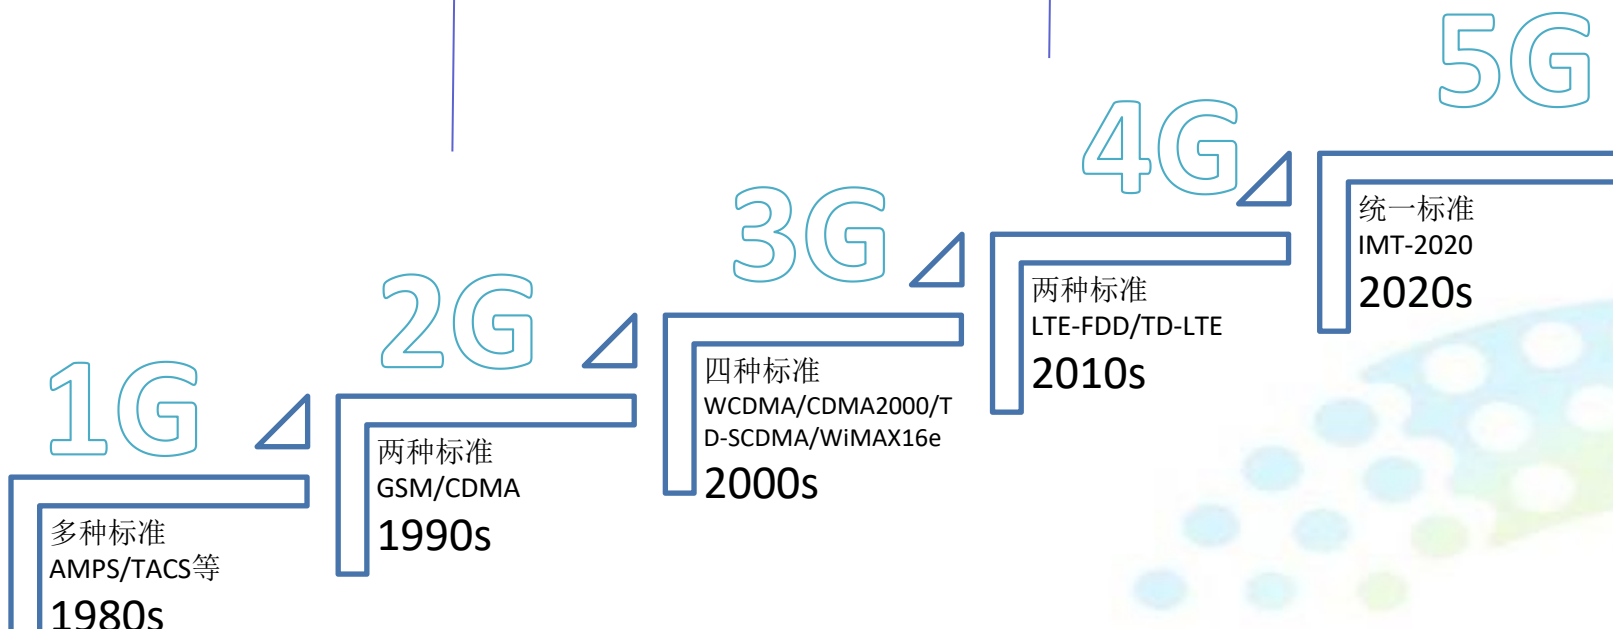 1G
多种标准
AMPS/TACS等
1980s
2G
两种标准
GSM/CDMA
1990s
3G
四种标准
WCDMA/CDMA2000/T
D-SCDMA/WiMAX16e
2000s
4G
两种标准
LTE-FDD/TD-LTE
2010s
5G
统一标准
IMT-2020
2020s